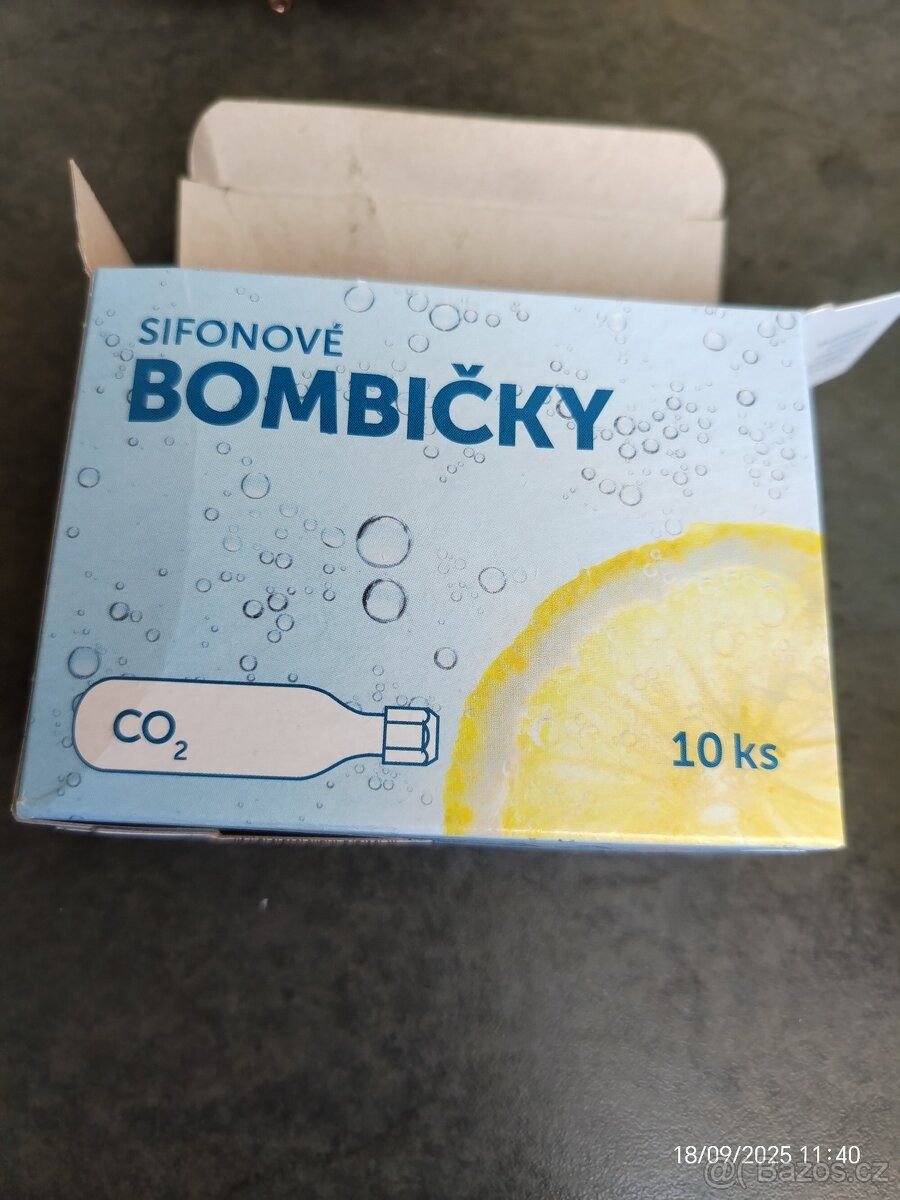 SIFONOVÉ
BOMBIČKY
CO₂
10 ks
18/09/2025 11:40
Bazos.cz